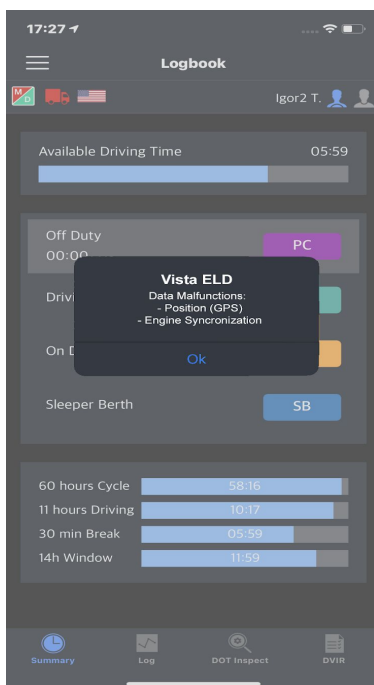 17:27
Logbook
M
D
Igor2 T.
Available Driving Time
05:59
Off Duty
00:00
PC
Vista ELD
Data Malfunctions:
- Position (GPS)
- Engine Syncronization
Ok
Sleeper Berth
SB
60 hours Cycle
58:16
11 hours Driving
10:17
30 min Break
05:59
14h Window
11:59
Summary
Log
DOT Inspect
DVIR